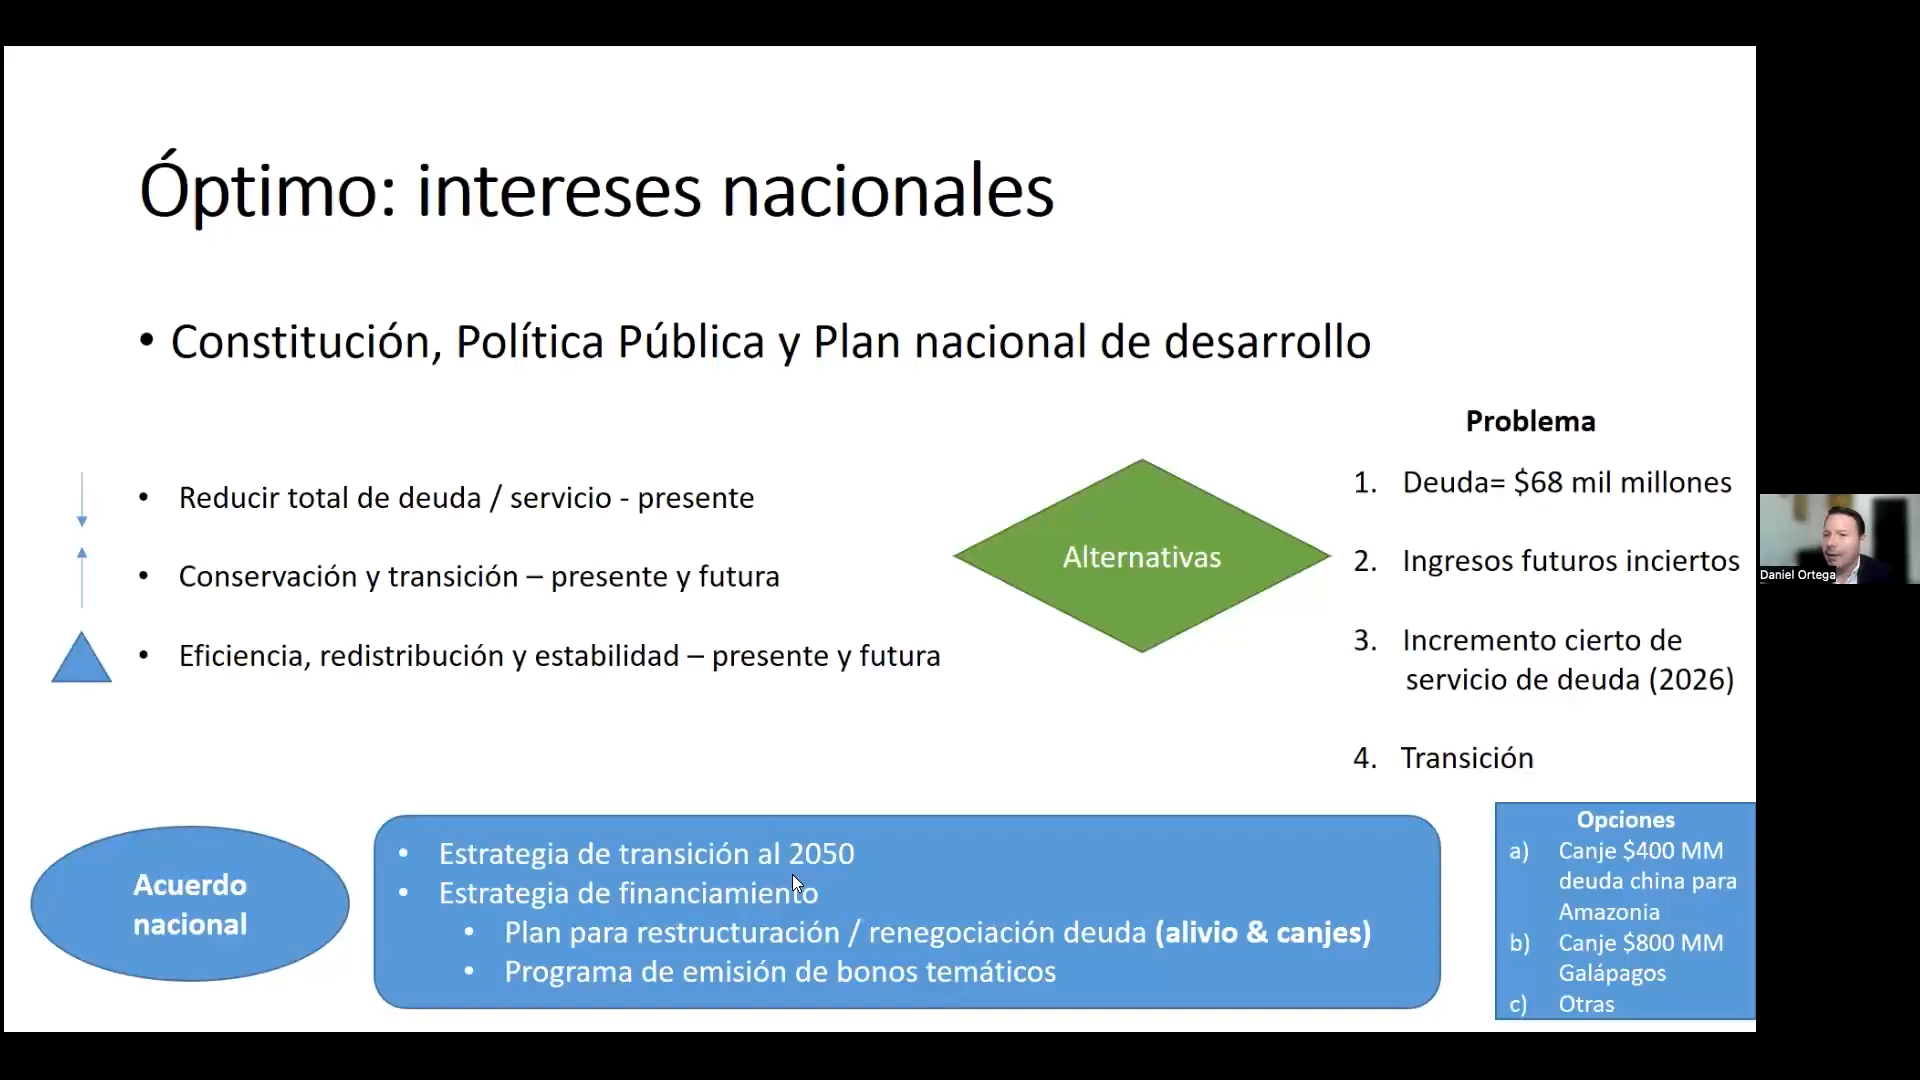 Óptimo: intereses nacionales
• Constitución, Política Pública y Plan nacional de desarrollo
• Reducir total de deuda / servicio - presente
• Conservación y transición – presente y futura
• Eficiencia, redistribución y estabilidad – presente y futura
Alternativas
Problema
1. Deuda= $68 mil millones
2. Ingresos futuros inciertos
3. Incremento cierto de
servicio de deuda (2026)
4. Transición
Acuerdo
nacional
• Estrategia de transición al 2050
• Estrategia de financiamiento
• Plan para restructuración / renegociación deuda (alivio & canjes)
• Programa de emisión de bonos temáticos
Opciones
a) Canje $400 MM
deuda china para
Amazonia
b) Canje $800 MM
Galápagos
c) Otras
Daniel Ortega